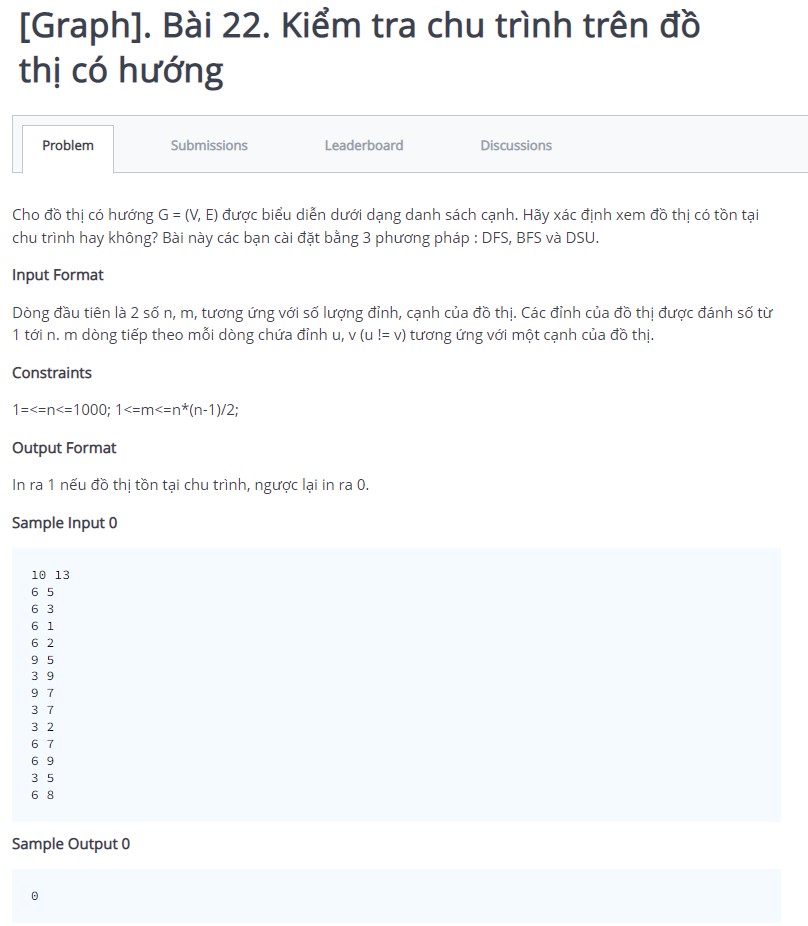 [Graph]. Bài 22. Kiểm tra chu trình trên đồ
thị có hướng
Problem Submissions Leaderboard Discussions
Cho đồ thị có hướng G = (V, E) được biểu diễn dưới dạng danh sách cạnh. Hãy xác định xem đồ thị có tồn tại
chu trình hay không? Bài này các bạn cài đặt bằng 3 phương pháp : DFS, BFS và DSU.
Input Format
Dòng đầu tiên là 2 số n, m, tương ứng với số lượng đỉnh, cạnh của đồ thị. Các đỉnh của đồ thị được đánh số từ
1 tới n. m dòng tiếp theo mỗi dòng chứa đỉnh u, v (u != v) tương ứng với một cạnh của đồ thị.
Constraints
1=<=n<=1000; 1<=m<=n*(n-1)/2;
Output Format
In ra 1 nếu đồ thị tồn tại chu trình, ngược lại in ra 0.
Sample Input 0
10 13
6 5
6 3
6 1
6 2
9 5
3 9
9 7
3 7
3 2
6 7
6 9
3 5
6 8
Sample Output 0
0